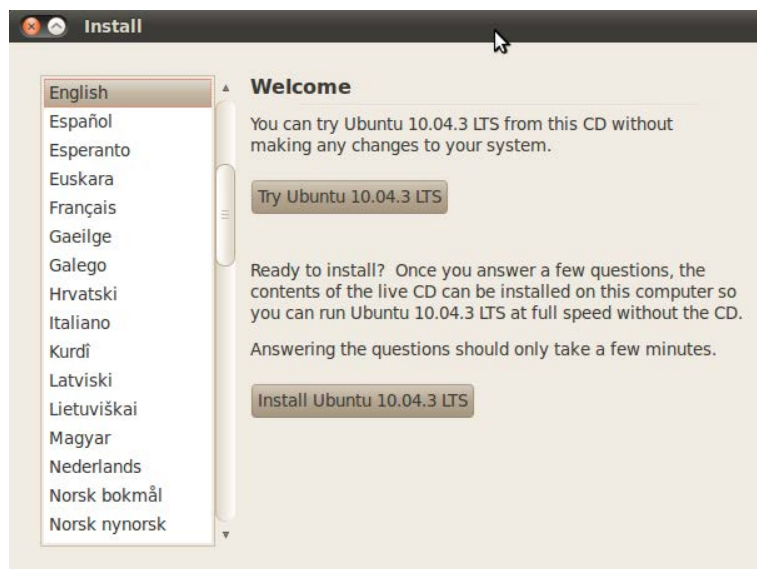 Install
English
Español
Esperanto
Euskara
Français
Gaeilge
Galego
Hrvatski
Italiano
Kurdî
Latviski
Lietuviškai
Magyar
Nederlands
Norsk bokmål
Norsk nynorsk
Welcome
You can try Ubuntu 10.04.3 LTS from this CD without
making any changes to your system.
Try Ubuntu 10.04.3 LTS
Ready to install?  Once you answer a few questions, the
contents of the live CD can be installed on this computer so
you can run Ubuntu 10.04.3 LTS at full speed without the CD.
Answering the questions should only take a few minutes.
Install Ubuntu 10.04.3 LTS